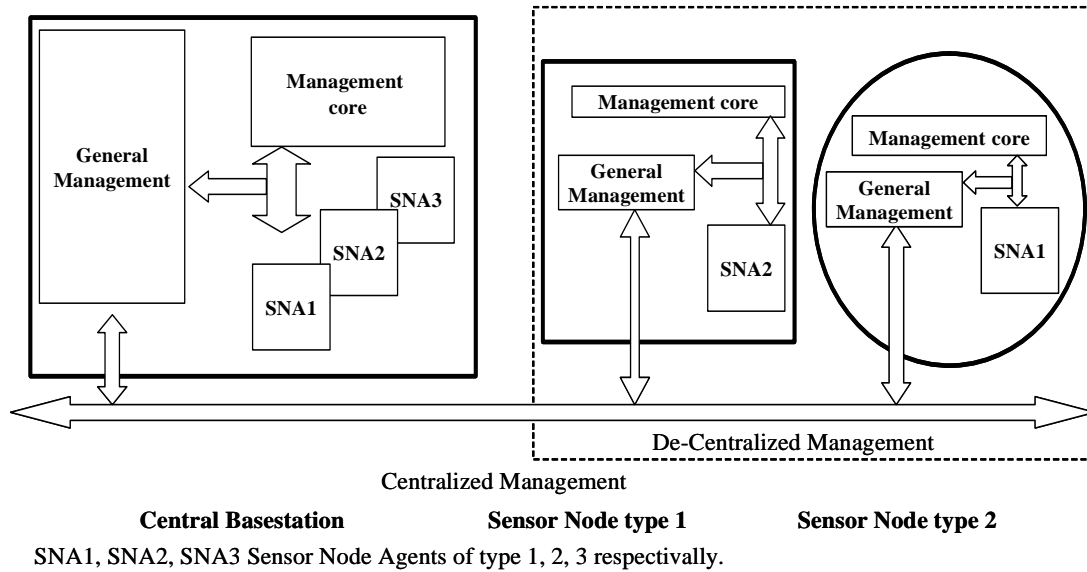 General
Management
Management
core
SNA3
SNA2
SNA1
Management core
General
Management
SNA2
Management core
General
Management
SNA1
De-Centralized Management
Centralized Management
Central Basestation Sensor Node type 1 Sensor Node type 2
SNA1, SNA2, SNA3 Sensor Node Agents of type 1, 2, 3 respectivally.